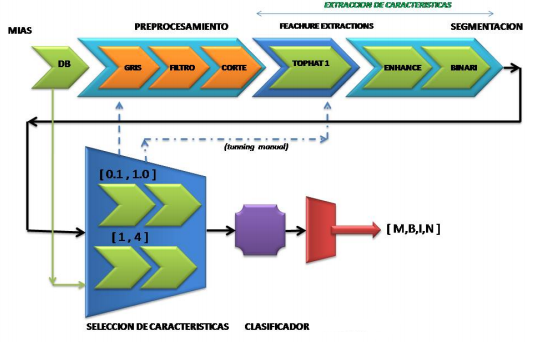 EXTRACCION DE CARACTERISTICAS
MIAS
PREPROCESAMIENTO
FEACHURE EXTRACTIONS
SEGMENTACION
DB
GRIS
FILTRO
CORTE
TOPHAT 1
ENHANCE
BINARI
(tunning manual)
[ 0.1 , 1.0 ]
[ 1 , 4 ]
[ M,B,I,N ]
SELECCION DE CARACTERISTICAS
CLASIFICADOR